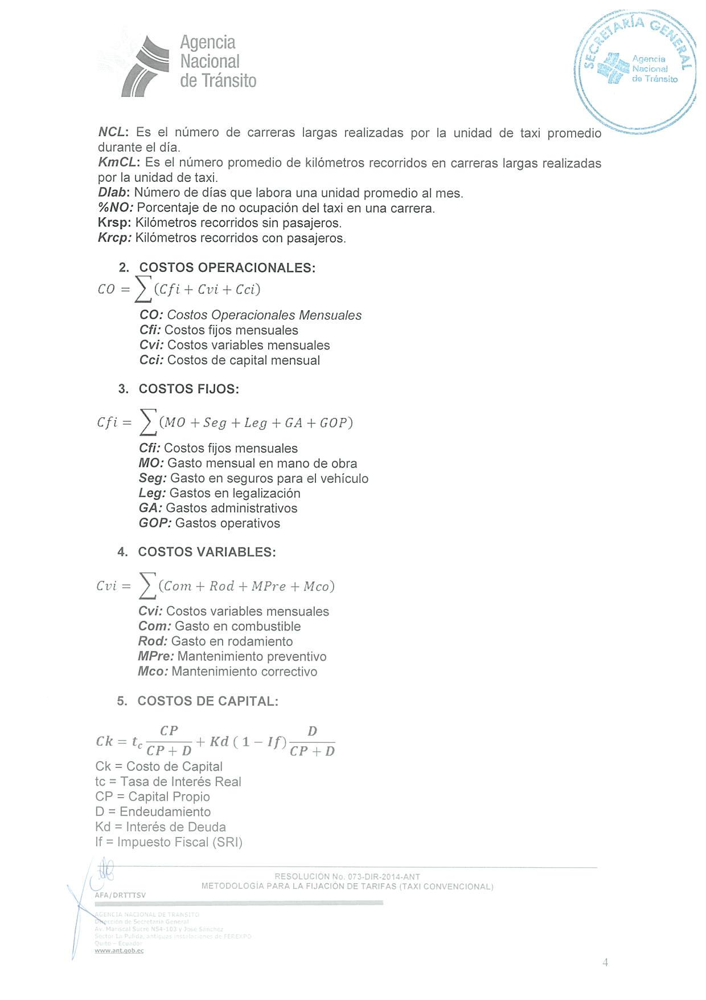 Agencia
Nacional
de Tránsito
SECRETARÍA GENERAL
Agencia
Nacional
de Tránsito
NCL: Es el número de carreras largas realizadas por la unidad de taxi promedio
durante el día.
KmCL: Es el número promedio de kilómetros recorridos en carreras largas realizadas
por la unidad de taxi.
Dlab: Número de días que labora una unidad promedio al mes.
%NO: Porcentaje de no ocupación del taxi en una carrera.
Krsp: Kilómetros recorridos sin pasajeros.
Krcp: Kilómetros recorridos con pasajeros.
2. COSTOS OPERACIONALES:
CO = ∑(Cfi + Cvi + Cci)
CO: Costos Operacionales Mensuales
Cfi: Costos fijos mensuales
Cvi: Costos variables mensuales
Cci: Costos de capital mensual
3. COSTOS FIJOS:
Cfi = ∑(MO + Seg + Leg + GA + GOP)
Cfi: Costos fijos mensuales
MO: Gasto mensual en mano de obra
Seg: Gasto en seguros para el vehículo
Leg: Gastos en legalización
GA: Gastos administrativos
GOP: Gastos operativos
4. COSTOS VARIABLES:
Cvi = ∑(Com + Rod + MPre + Mco)
Cvi: Costos variables mensuales
Com: Gasto en combustible
Rod: Gasto en rodamiento
MPre: Mantenimiento preventivo
Mco: Mantenimiento correctivo
5. COSTOS DE CAPITAL:
Ck = tc CP/(CP + D) + Kd (1 − If) D/(CP + D)
Ck = Costo de Capital
tc = Tasa de Interés Real
CP = Capital Propio
D = Endeudamiento
Kd = Interés de Deuda
If = Impuesto Fiscal (SRI)
RESOLUCIÓN No. 073-DIR-2014-ANT
METODOLOGÍA PARA LA FIJACIÓN DE TARIFAS (TAXI CONVENCIONAL)
AFA/DRTTTSV
AGENCIA NACIONAL DE TRANSITO
Dirección de Secretaría General
Av. Mariscal Sucre N54-103 y José Sánchez
Sector La Pulida, antiguas instalaciones de FEREXPO
Quito – Ecuador
www.ant.gob.ec
4